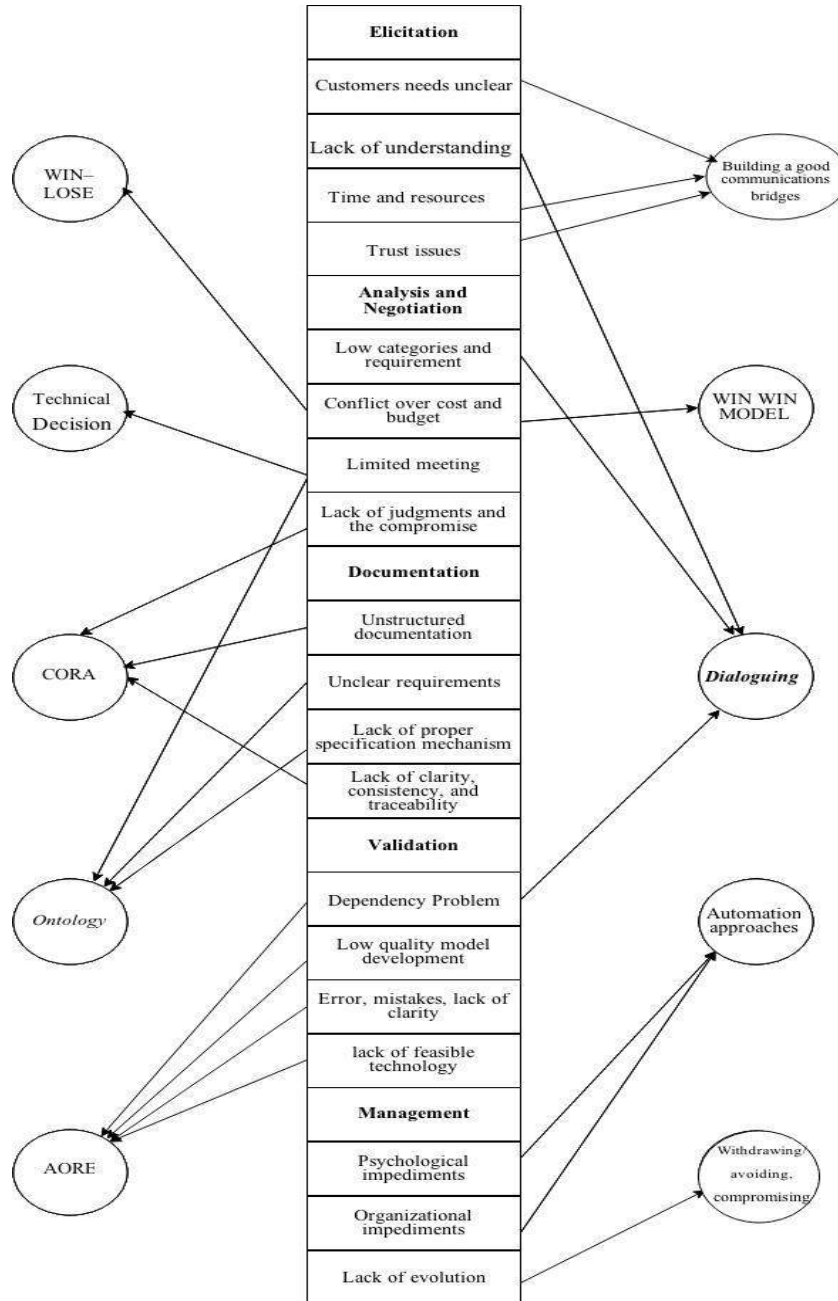 Elicitation
Customers needs unclear
Lack of understanding
Time and resources
Trust issues
Analysis and
Negotiation
Low categories and
requirement
Conflict over cost and
budget
Limited meeting
Lack of judgments and
the compromise
Documentation
Unstructured
documentation
Unclear requirements
Lack of proper
specification mechanism
Lack of clarity,
consistency, and
traceability
Validation
Dependency Problem
Low quality model
development
Error, mistakes, lack of
clarity
lack of feasible
technology
Management
Psychological
impediments
Organizational
impediments
Lack of evolution
WIN–
LOSE
Technical
Decision
CORA
Ontology
AORE
Building a good
communications
bridges
WIN WIN
MODEL
Dialoguing
Automation
approaches
Withdrawing/
avoiding,
compromising